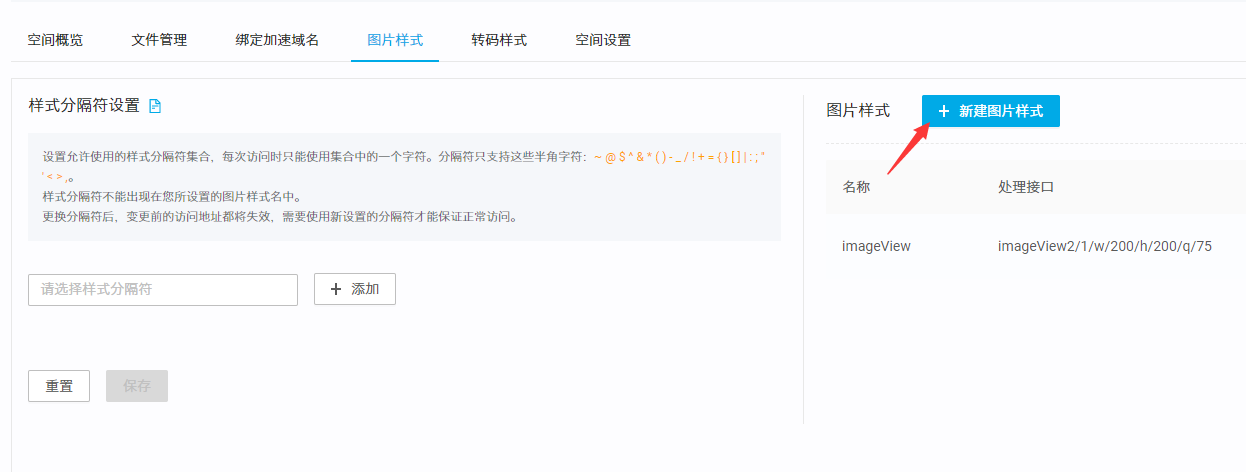 空间概览 文件管理 绑定加速域名 图片样式 转码样式 空间设置
样式分隔符设置
设置允许使用的样式分隔符集合，每次访问时只能使用集合中的一个字符。分隔符只支持这些半角字符：~ @ $ ^ & * ( ) - _ / ! + = { } [ ] | : ; "
' < > ,。
样式分隔符不能出现在您所设置的图片样式名中。
更换分隔符后，变更前的访问地址都将失效，需要使用新设置的分隔符才能保证正常访问。
请选择样式分隔符
+ 添加
重置 保存
图片样式 + 新建图片样式
名称 处理接口
imageView imageView2/1/w/200/h/200/q/75